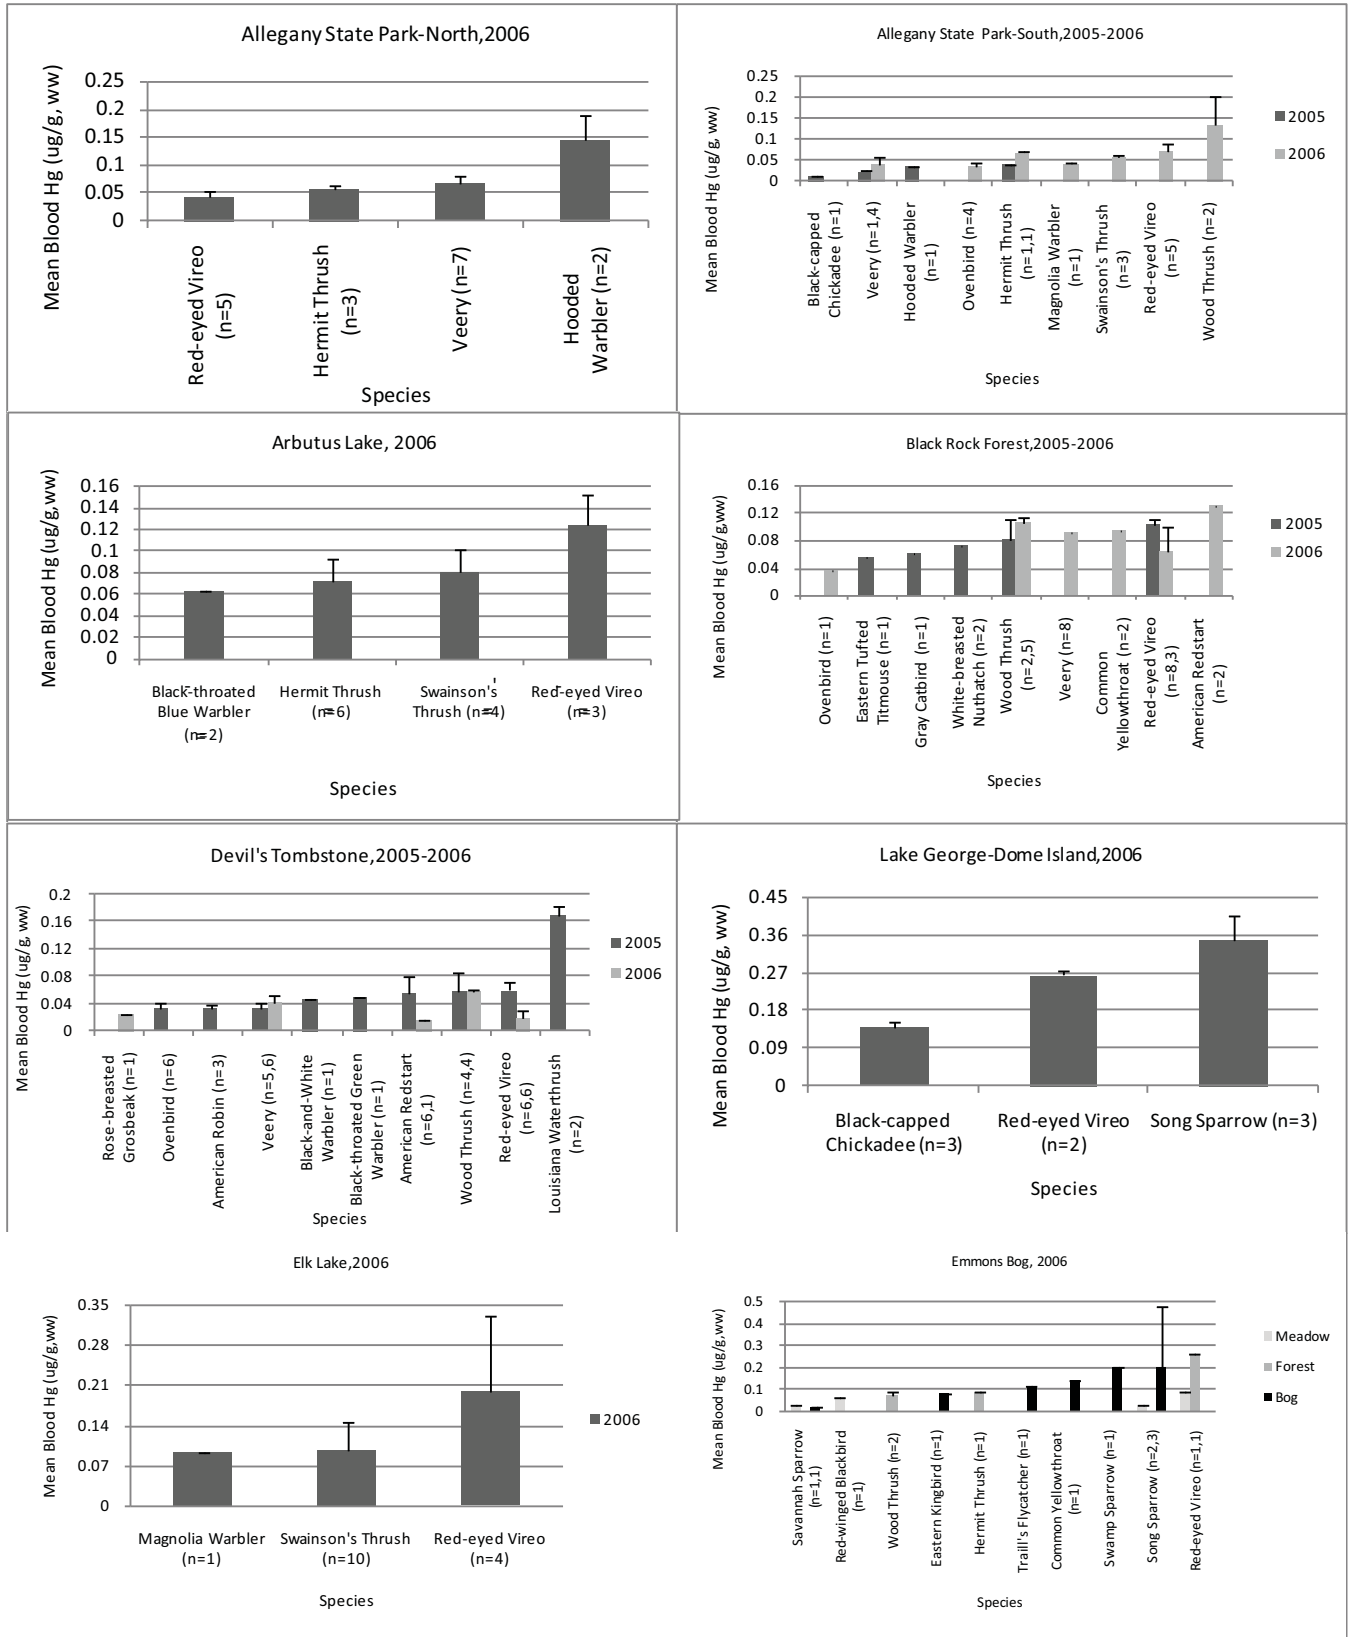 Allegany State Park-North,2006
Mean Blood Hg (ug/g, ww)
0.25
0.2
0.15
0.1
0.05
0
Red-eyed Vireo
(n=5)
Hermit Thrush
(n=3)
Veery (n=7)
Hooded
Warbler (n=2)
Species
Allegany State Park-South,2005-2006
Mean Blood Hg (ug/g, ww)
0.25
0.2
0.15
0.1
0.05
0
2005
2006
Black-capped
Chickadee (n=1)
Veery (n=1,4)
Hooded Warbler
(n=1)
Ovenbird (n=4)
Hermit Thrush
(n=1,1)
Magnolia Warbler
(n=1)
Swainson's Thrush
(n=3)
Red-eyed Vireo
(n=5)
Wood Thrush (n=2)
Species
Arbutus Lake, 2006
Mean Blood Hg (ug/g,ww)
0.16
0.14
0.12
0.1
0.08
0.06
0.04
0.02
0
Black-throated
Blue Warbler
(n=2)
Hermit Thrush
(n=6)
Swainson's
Thrush (n=4)
Red-eyed Vireo
(n=3)
Species
Black Rock Forest,2005-2006
Mean Blood Hg (ug/g,ww)
0.16
0.12
0.08
0.04
0
2005
2006
Ovenbird (n=1)
Eastern Tufted
Titmouse (n=1)
Gray Catbird (n=1)
White-breasted
Nuthatch (n=2)
Wood Thrush
(n=2,5)
Veery (n=8)
Common
Yellowthroat (n=2)
Red-eyed Vireo
(n=8,3)
American Redstart
(n=2)
Species
Devil's Tombstone,2005-2006
Mean Blood Hg (ug/g, ww)
0.2
0.16
0.12
0.08
0.04
0
2005
2006
Rose-breasted
Grosbeak (n=1)
Ovenbird (n=6)
American Robin (n=3)
Veery (n=5,6)
Black-and-White
Warbler (n=1)
Black-throated Green
Warbler (n=1)
American Redstart
(n=6,1)
Wood Thrush (n=4,4)
Red-eyed Vireo
(n=6,6)
Louisiana Waterthrush
(n=2)
Species
Lake George-Dome Island,2006
Mean Blood Hg (ug/g, ww)
0.45
0.36
0.27
0.18
0.09
0
Black-capped
Chickadee (n=3)
Red-eyed Vireo
(n=2)
Song Sparrow (n=3)
Species
Elk Lake,2006
Mean Blood Hg (ug/g,ww)
0.35
0.28
0.21
0.14
0.07
0
2006
Magnolia Warbler
(n=1)
Swainson's Thrush
(n=10)
Red-eyed Vireo
(n=4)
Species
Emmons Bog, 2006
Mean Blood Hg (ug/g,ww)
0.5
0.4
0.3
0.2
0.1
0
Meadow
Forest
Bog
Savannah Sparrow
(n=1,1)
Red-winged Blackbird
(n=1)
Wood Thrush (n=2)
Eastern Kingbird (n=1)
Hermit Thrush (n=1)
Traill's Flycatcher (n=1)
Common Yellowthroat
(n=1)
Swamp Sparrow (n=1)
Song Sparrow (n=2,3)
Red-eyed Vireo (n=1,1)
Species